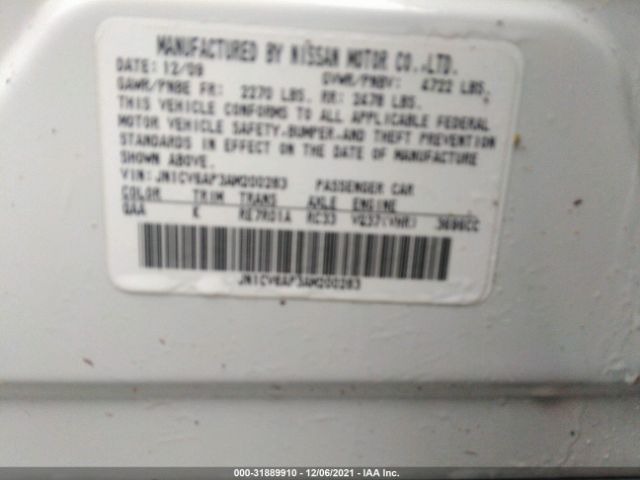 MANUFACTURED BY NISSAN MOTOR CO.,LTD.
DATE: 12/09 GVWR/PNBV: 4722 LBS.
GAWR/PNBE FR: 2270 LBS. RR: 2478 LBS.
THIS VEHICLE CONFORMS TO ALL APPLICABLE FEDERAL
MOTOR VEHICLE SAFETY,BUMPER,AND THEFT PREVENTION
STANDARDS IN EFFECT ON THE DATE OF MANUFACTURE
SHOWN ABOVE.
VIN: JN1CV6AP3AM200283 PASSENGER CAR
COLOR TRIM TRANS AXLE ENGINE
QAA K RE7R01A RC33 VQ37(VHR) 3696CC
JN1CV6AP3AM200283
000-31889910 - 12/06/2021 - IAA Inc.